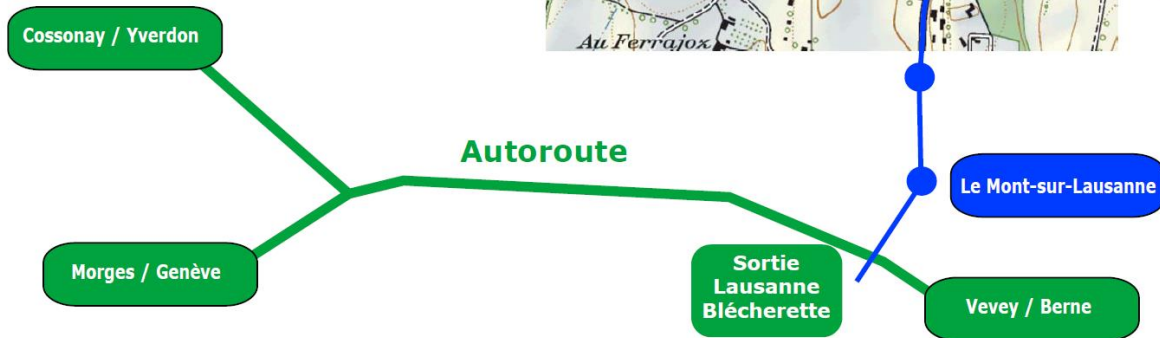 Cossonay / Yverdon
Au Ferrajox
Autoroute
Le Mont-sur-Lausanne
Morges / Genève
Sortie
Lausanne
Blécherette
Vevey / Berne